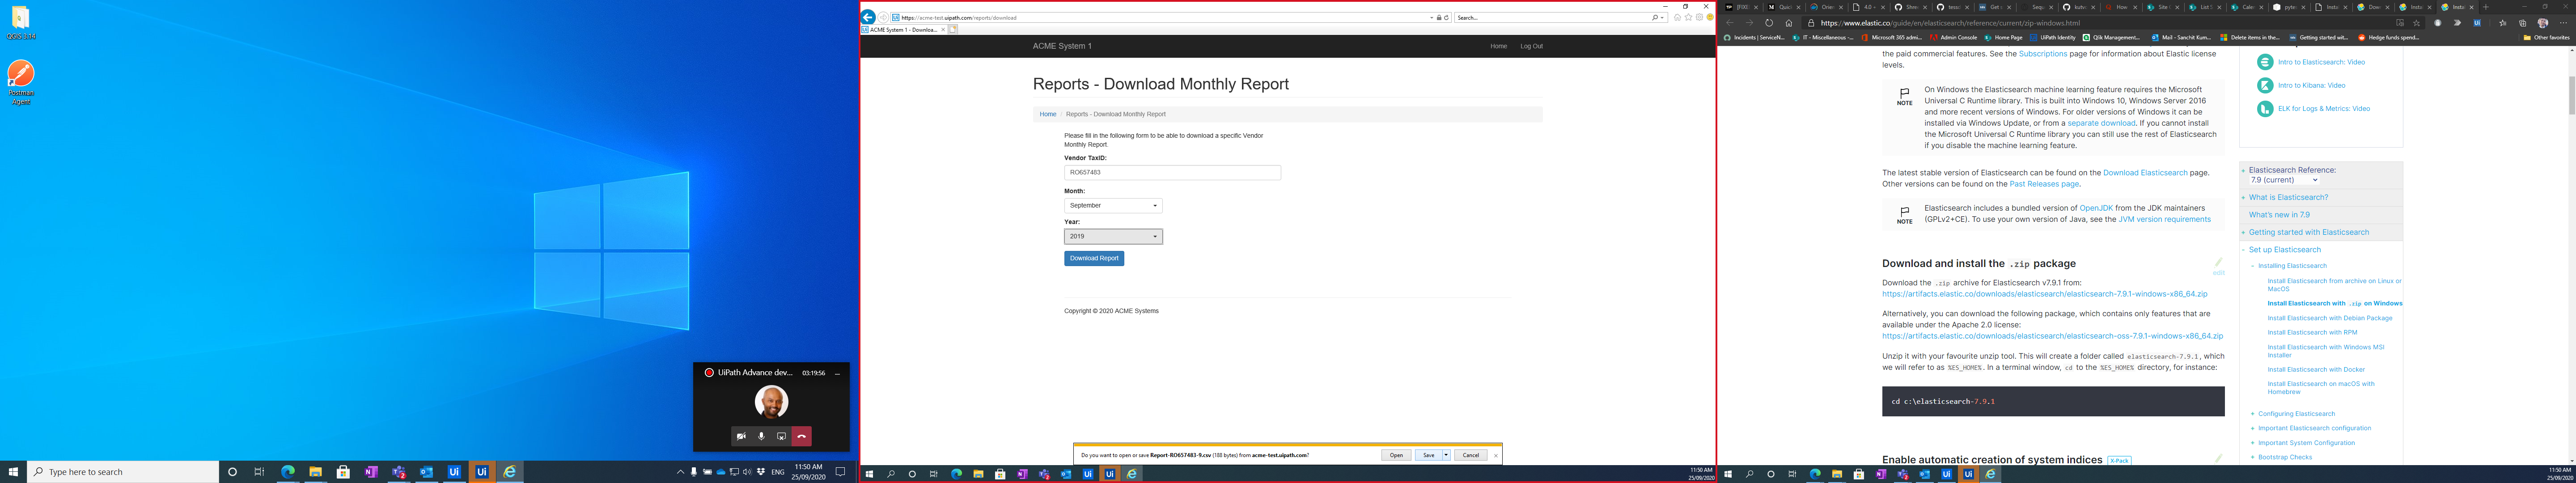 QGIS 3.14
Postman
Agent
UiPath Advance dev...
03:19:56
Type here to search
ENG
11:50 AM
25/09/2020
https://acme-test.uipath.com/reports/download
Search...
ACME System 1 - Downloa...
ACME System 1
Home
Log Out
Reports - Download Monthly Report
Home / Reports - Download Monthly Report
Please fill in the following form to be able to download a specific Vendor
Monthly Report.
Vendor TaxID:
RO657483
Month:
September
Year:
2019
Download Report
Copyright © 2020 ACME Systems
Do you want to open or save Report-RO657483-9.csv (188 bytes) from acme-test.uipath.com?
Open
Save
Cancel
11:50 AM
25/09/2020
https://www.elastic.co/guide/en/elasticsearch/reference/current/zip-windows.html
Incidents | ServiceN...
IT - Miscellaneous -...
Microsoft 365 admi...
Admin Console
Home Page
UiPath Identity
Qlik Management...
Mail - Sanchit Kum...
Delete items in the...
Getting started wit...
Hedge funds spend...
Other favorites
the paid commercial features. See the Subscriptions page for information about Elastic license
levels.
NOTE
On Windows the Elasticsearch machine learning feature requires the Microsoft
Universal C Runtime library. This is built into Windows 10, Windows Server 2016
and more recent versions of Windows. For older versions of Windows it can be
installed via Windows Update, or from a separate download. If you cannot install
the Microsoft Universal C Runtime library you can still use the rest of Elasticsearch
if you disable the machine learning feature.
The latest stable version of Elasticsearch can be found on the Download Elasticsearch page.
Other versions can be found on the Past Releases page.
NOTE
Elasticsearch includes a bundled version of OpenJDK from the JDK maintainers
(GPLv2+CE). To use your own version of Java, see the JVM version requirements
Download and install the .zip package
edit
Download the .zip archive for Elasticsearch v7.9.1 from:
https://artifacts.elastic.co/downloads/elasticsearch/elasticsearch-7.9.1-windows-x86_64.zip
Alternatively, you can download the following package, which contains only features that are
available under the Apache 2.0 license:
https://artifacts.elastic.co/downloads/elasticsearch/elasticsearch-oss-7.9.1-windows-x86_64.zip
Unzip it with your favourite unzip tool. This will create a folder called elasticsearch-7.9.1, which
we will refer to as %ES_HOME%. In a terminal window, cd to the %ES_HOME% directory, for instance:
cd c:\elasticsearch-7.9.1
Enable automatic creation of system indices X-Pack
Intro to Elasticsearch: Video
Intro to Kibana: Video
ELK for Logs & Metrics: Video
+ Elasticsearch Reference:
7.9 (current)
+ What is Elasticsearch?
What's new in 7.9
+ Getting started with Elasticsearch
- Set up Elasticsearch
- Installing Elasticsearch
Install Elasticsearch from archive on Linux or
MacOS
Install Elasticsearch with .zip on Windows
Install Elasticsearch with Debian Package
Install Elasticsearch with RPM
Install Elasticsearch with Windows MSI
Installer
Install Elasticsearch with Docker
Install Elasticsearch on macOS with
Homebrew
+ Configuring Elasticsearch
+ Important Elasticsearch configuration
+ Important System Configuration
+ Bootstrap Checks
11:50 AM
25/09/2020